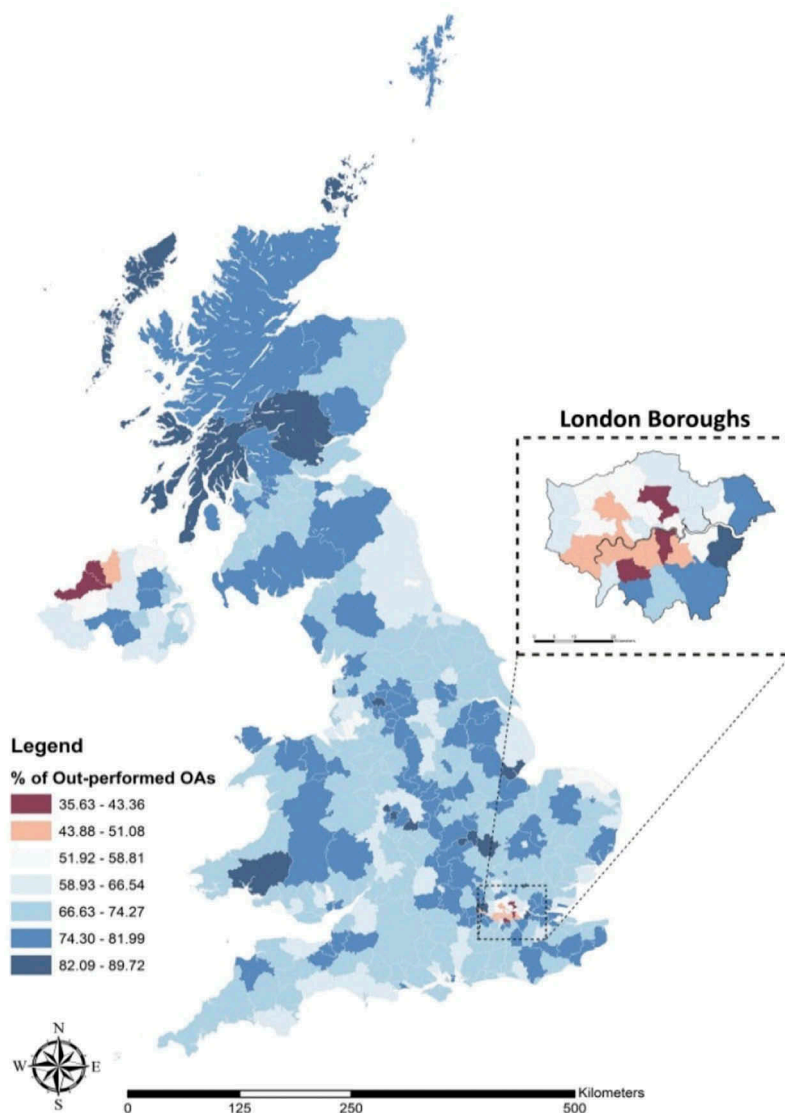 London Boroughs
Legend
% of Out-performed OAs
35.63 - 43.36
43.88 - 51.08
51.92 - 58.81
58.93 - 66.54
66.63 - 74.27
74.30 - 81.99
82.09 - 89.72
N
W E
S
Kilometers
0 125 250 500